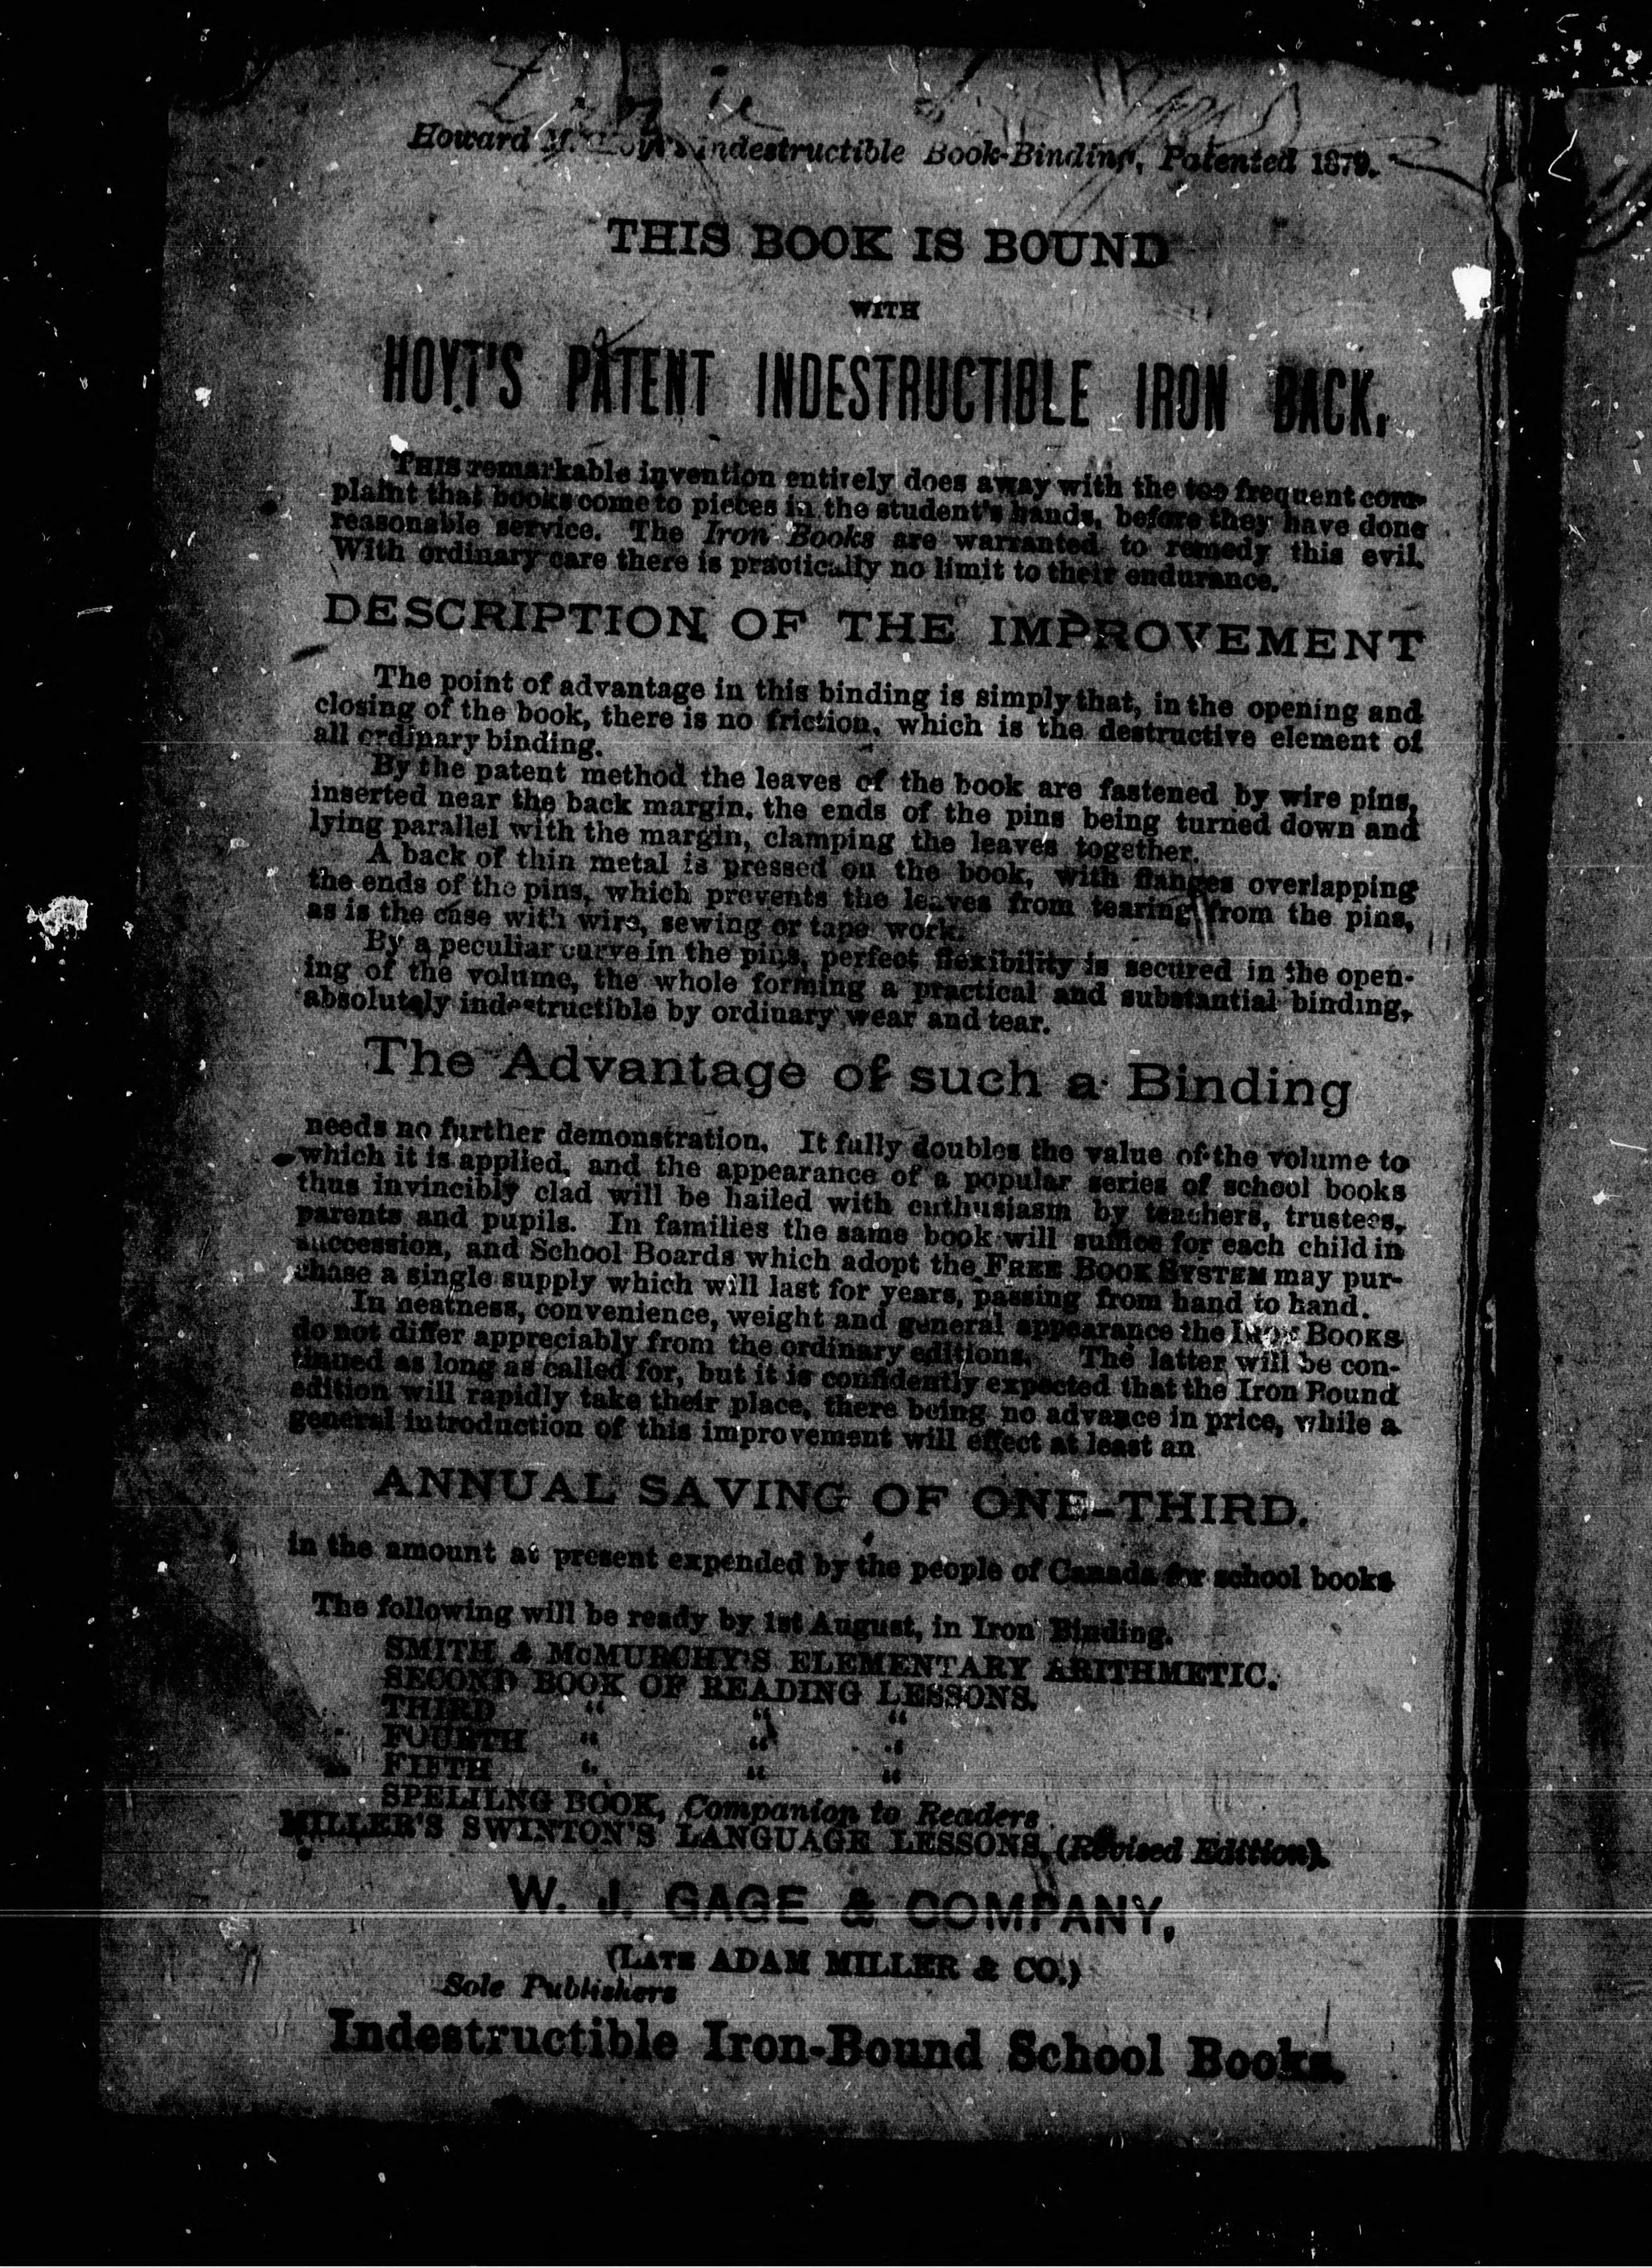 Howard M. Hoyt's Indestructible Book-Binding, Patented 1879.
THIS BOOK IS BOUND
WITH
HOYT'S PATENT INDESTRUCTIBLE IRON BACK.
THIS remarkable invention entirely does away with the too frequent com-
plaint that books come to pieces in the student's hands, before they have done
reasonable service. The Iron Books are warranted to remedy this evil.
With ordinary care there is practically no limit to their endurance.
DESCRIPTION OF THE IMPROVEMENT
The point of advantage in this binding is simply that, in the opening and
closing of the book, there is no friction, which is the destructive element of
all ordinary binding.
By the patent method the leaves of the book are fastened by wire pins,
inserted near the back margin, the ends of the pins being turned down and
lying parallel with the margin, clamping the leaves together.
A back of thin metal is pressed on the book, with flanges overlapping
the ends of the pins, which prevents the leaves from tearing from the pins,
as is the case with wire, sewing or tape work.
By a peculiar curve in the pins, perfect flexibility is secured in the open-
ing of the volume, the whole forming a practical and substantial binding,
absolutely indestructible by ordinary wear and tear.
The Advantage of such a Binding
needs no further demonstration. It fully doubles the value of the volume to
which it is applied, and the appearance of a popular series of school books
thus invincibly clad will be hailed with enthusiasm by teachers, trustees,
parents and pupils. In families the same book will suffice for each child in
succession, and School Boards which adopt the FREE BOOK SYSTEM may pur-
chase a single supply which will last for years, passing from hand to hand.
In neatness, convenience, weight and general appearance the IRON BOOKS
do not differ appreciably from the ordinary editions. The latter will be con-
tinued as long as called for, but it is confidently expected that the Iron Bound
edition will rapidly take their place, there being no advance in price, while a
general introduction of this improvement will effect at least an
ANNUAL SAVING OF ONE-THIRD.
in the amount at present expended by the people of Canada for school books
The following will be ready by 1st August, in Iron Binding.
SMITH & McMURCHY'S ELEMENTARY ARITHMETIC.
SECOND BOOK OF READING LESSONS.
THIRD " " "
FOURTH " " "
FIFTH " " "
SPELILNG BOOK, Companion to Readers.
MILLER'S SWINTON'S LANGUAGE LESSONS, (Revised Edition).
W. J. GAGE & COMPANY,
(LATE ADAM MILLER & CO.)
Sole Publishers
Indestructible Iron-Bound School Books.